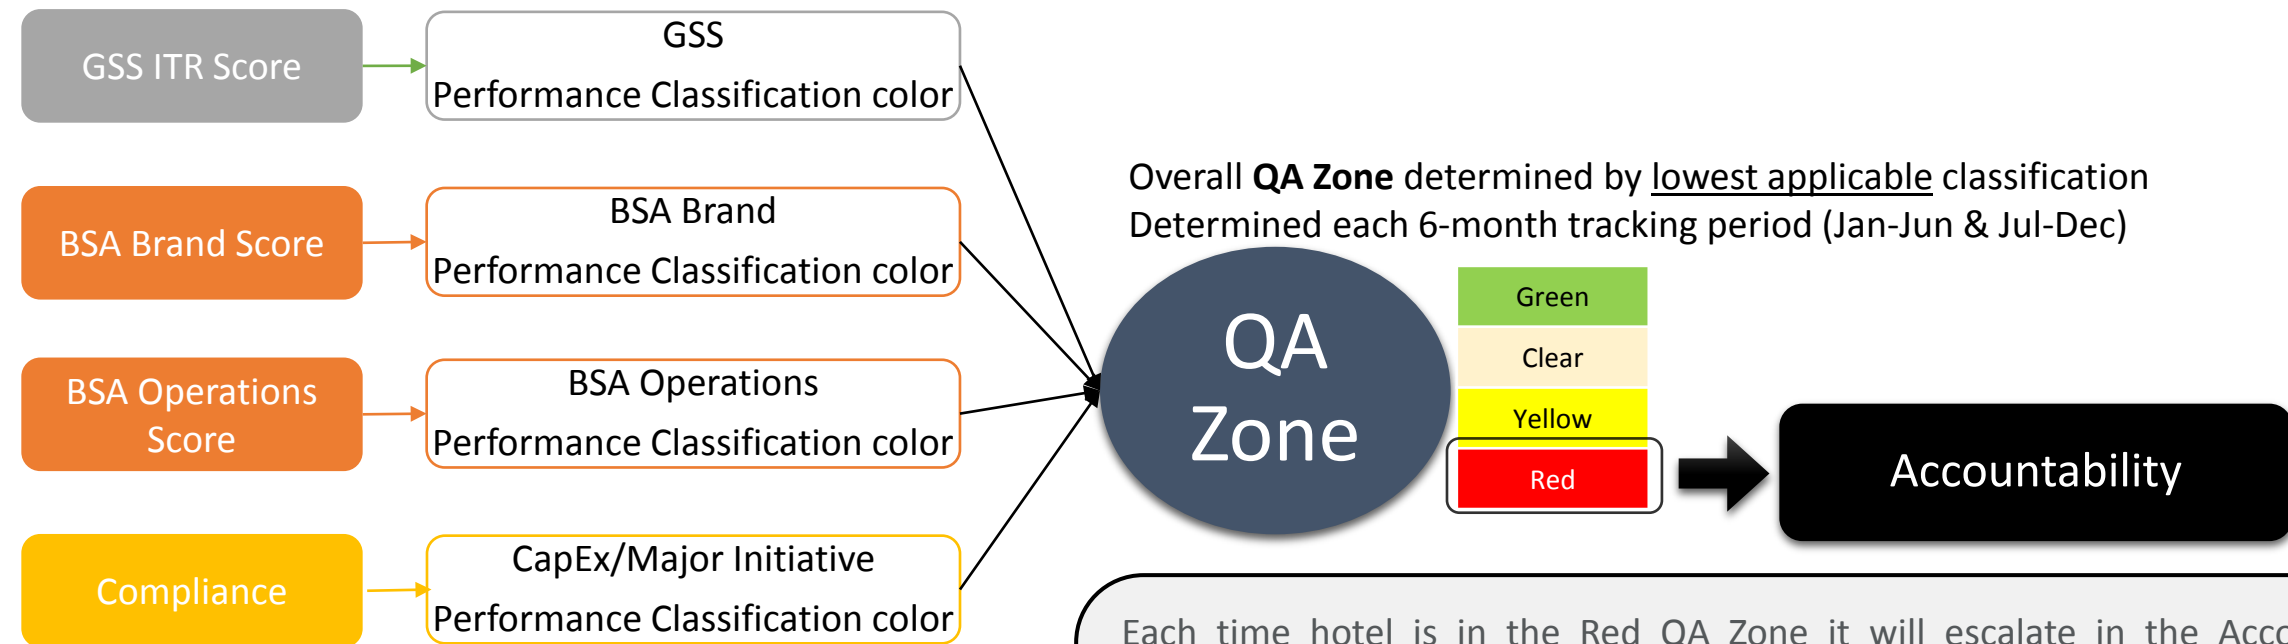 GSS ITR Score
GSS
Performance Classification color
BSA Brand Score
BSA Brand
Performance Classification color
BSA Operations
Score
BSA Operations
Performance Classification color
Compliance
CapEx/Major Initiative
Performance Classification color
Overall QA Zone determined by lowest applicable classification
Determined each 6-month tracking period (Jan-Jun & Jul-Dec)
QA
Zone
Green
Clear
Yellow
Red
Accountability
Each time hotel is in the Red QA Zone it will escalate in the Acco